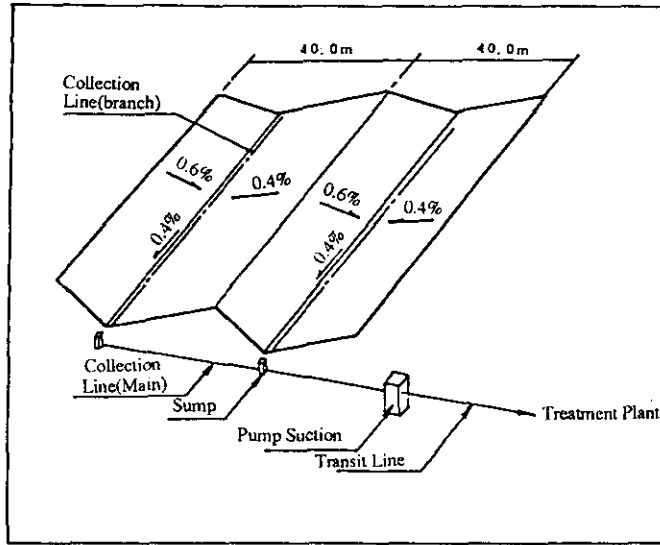 40.0m
40.0m
Collection
Line(branch)
0.6%
0.4%
0.6%
0.4%
0.4%
0.4%
Collection
Line(Main)
Sump
Pump Suction
Transit Line
Treatment Plant